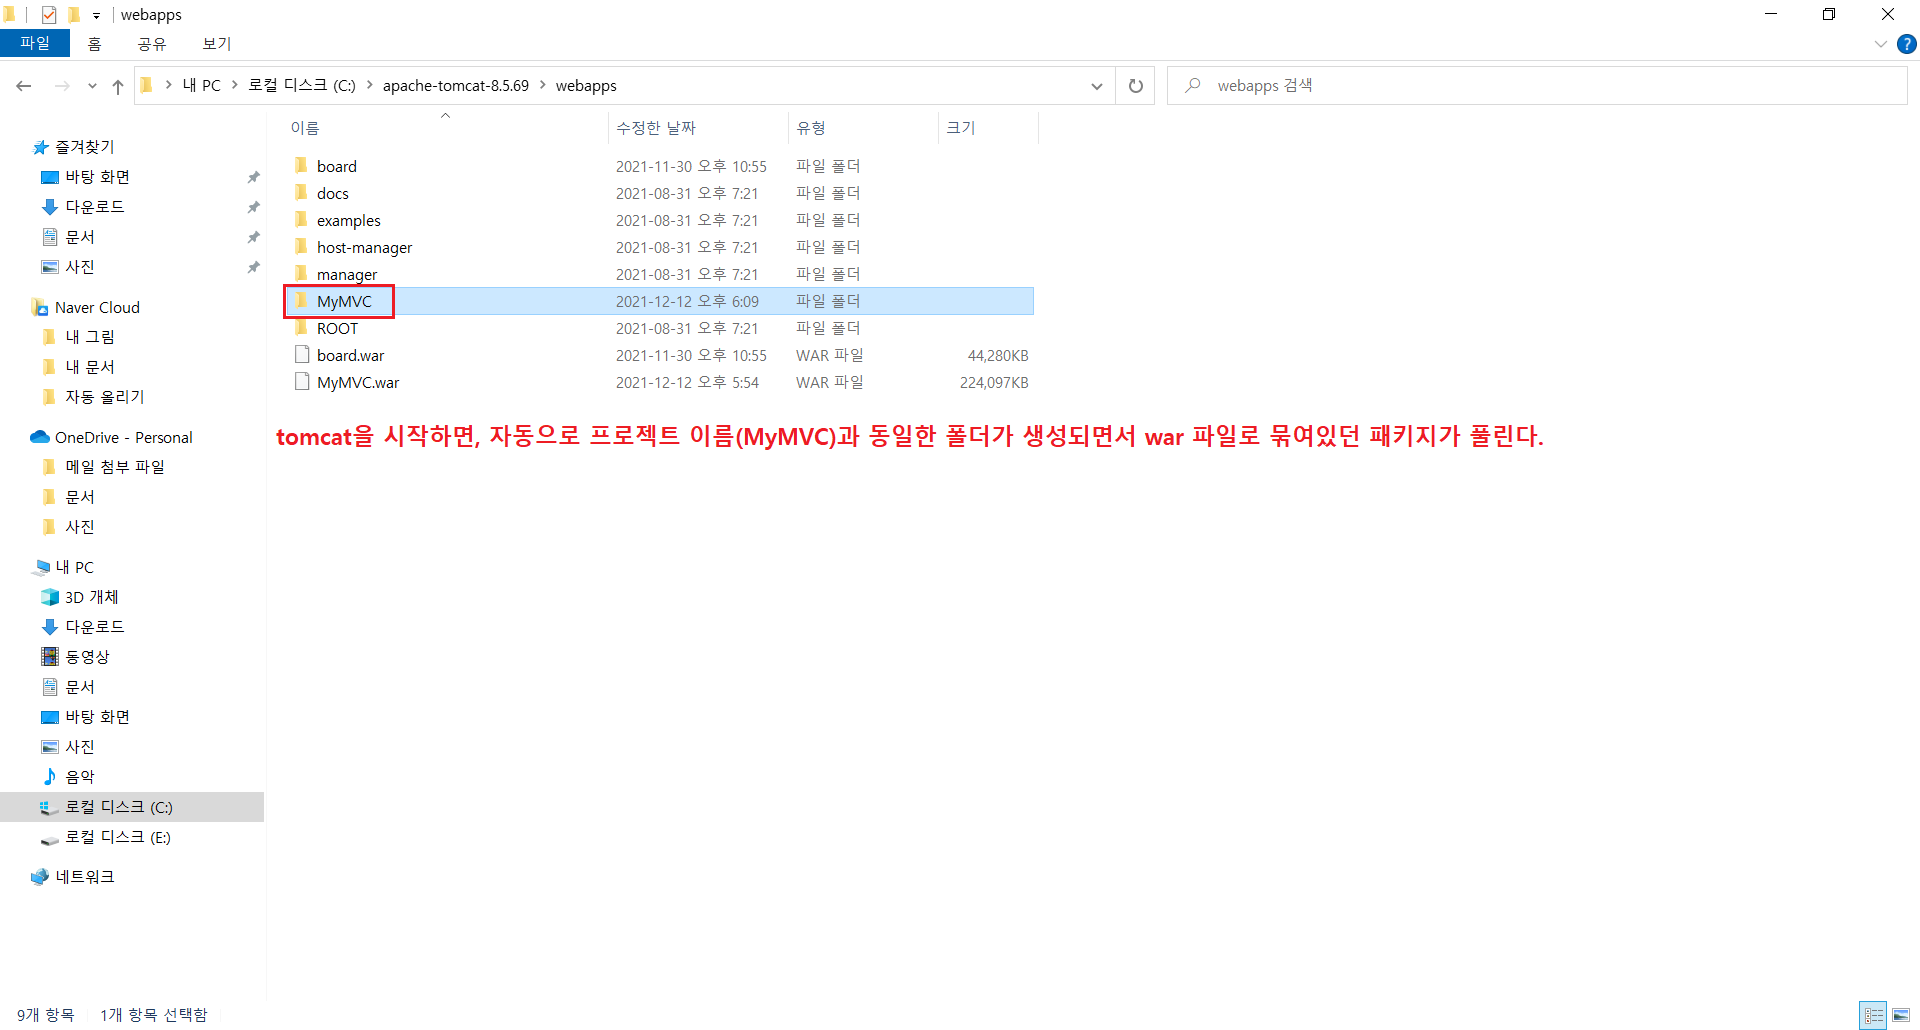 webapps
파일 홈 공유 보기
내 PC 로컬 디스크 (C:) apache-tomcat-8.5.69 webapps
webapps 검색
이름 수정한 날짜 유형 크기
board 2021-11-30 오후 10:55 파일 폴더
docs 2021-08-31 오후 7:21 파일 폴더
examples 2021-08-31 오후 7:21 파일 폴더
host-manager 2021-08-31 오후 7:21 파일 폴더
manager 2021-08-31 오후 7:21 파일 폴더
MyMVC 2021-12-12 오후 6:09 파일 폴더
ROOT 2021-08-31 오후 7:21 파일 폴더
board.war 2021-11-30 오후 10:55 WAR 파일 44,280KB
MyMVC.war 2021-12-12 오후 5:54 WAR 파일 224,097KB
tomcat을 시작하면, 자동으로 프로젝트 이름(MyMVC)과 동일한 폴더가 생성되면서 war 파일로 묶여있던 패키지가 풀린다.
즐겨찾기
바탕 화면
다운로드
문서
사진
Naver Cloud
내 그림
내 문서
자동 올리기
OneDrive - Personal
메일 첨부 파일
문서
사진
내 PC
3D 개체
다운로드
동영상
문서
바탕 화면
사진
음악
로컬 디스크 (C:)
로컬 디스크 (E:)
네트워크
9개 항목 1개 항목 선택함